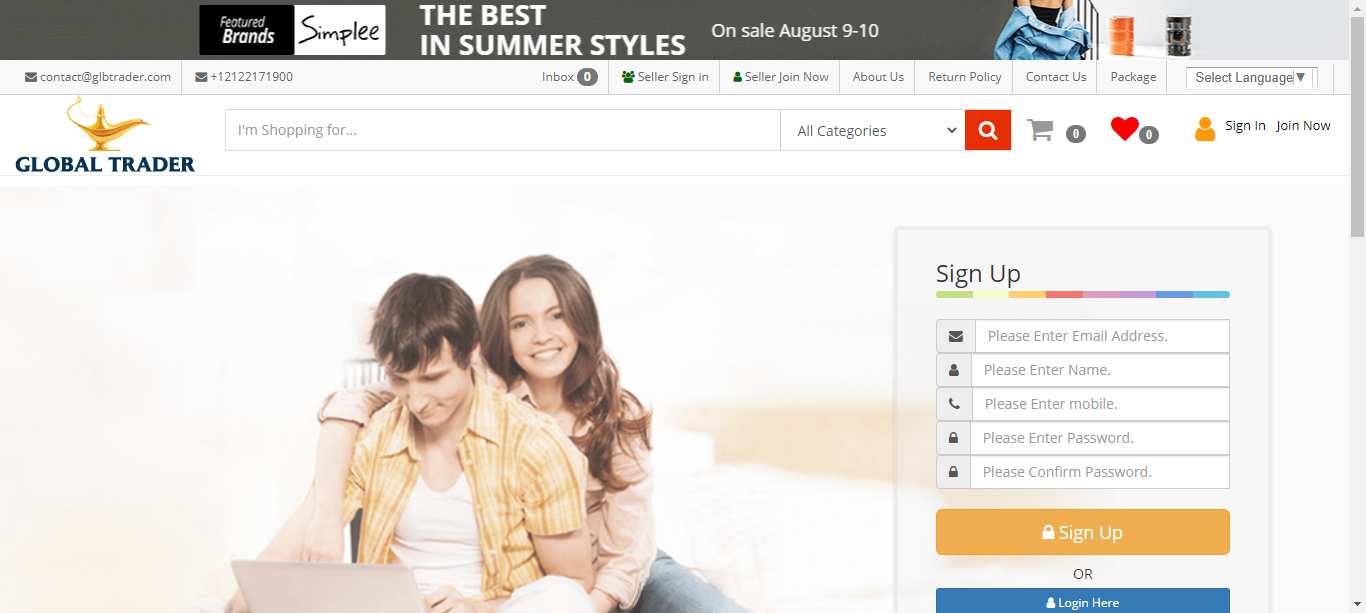 Featured
Brands
Simplee
THE BEST
IN SUMMER STYLES
On sale August 9-10
contact@glbtrader.com
+12122171900
Inbox 0
Seller Sign in
Seller Join Now
About Us
Return Policy
Contact Us
Package
Select Language▼
GLOBAL TRADER
I'm Shopping for...
All Categories
0
0
Sign In
Join Now
Sign Up
Please Enter Email Address.
Please Enter Name.
Please Enter mobile.
Please Enter Password.
Please Confirm Password.
Sign Up
OR
Login Here